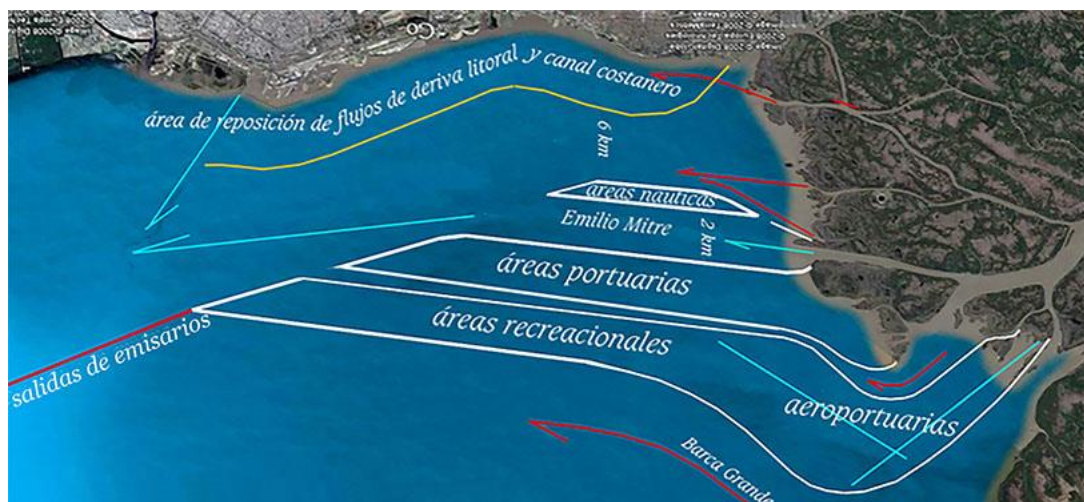 Go
área de reposición de flujos de deriva litoral y canal costanero
6 km
áreas nauticas
Emilio Mitre
2 km
áreas portuarias
áreas recreacionales
salidas de emisarios
aeroportuarias
Barca Grande